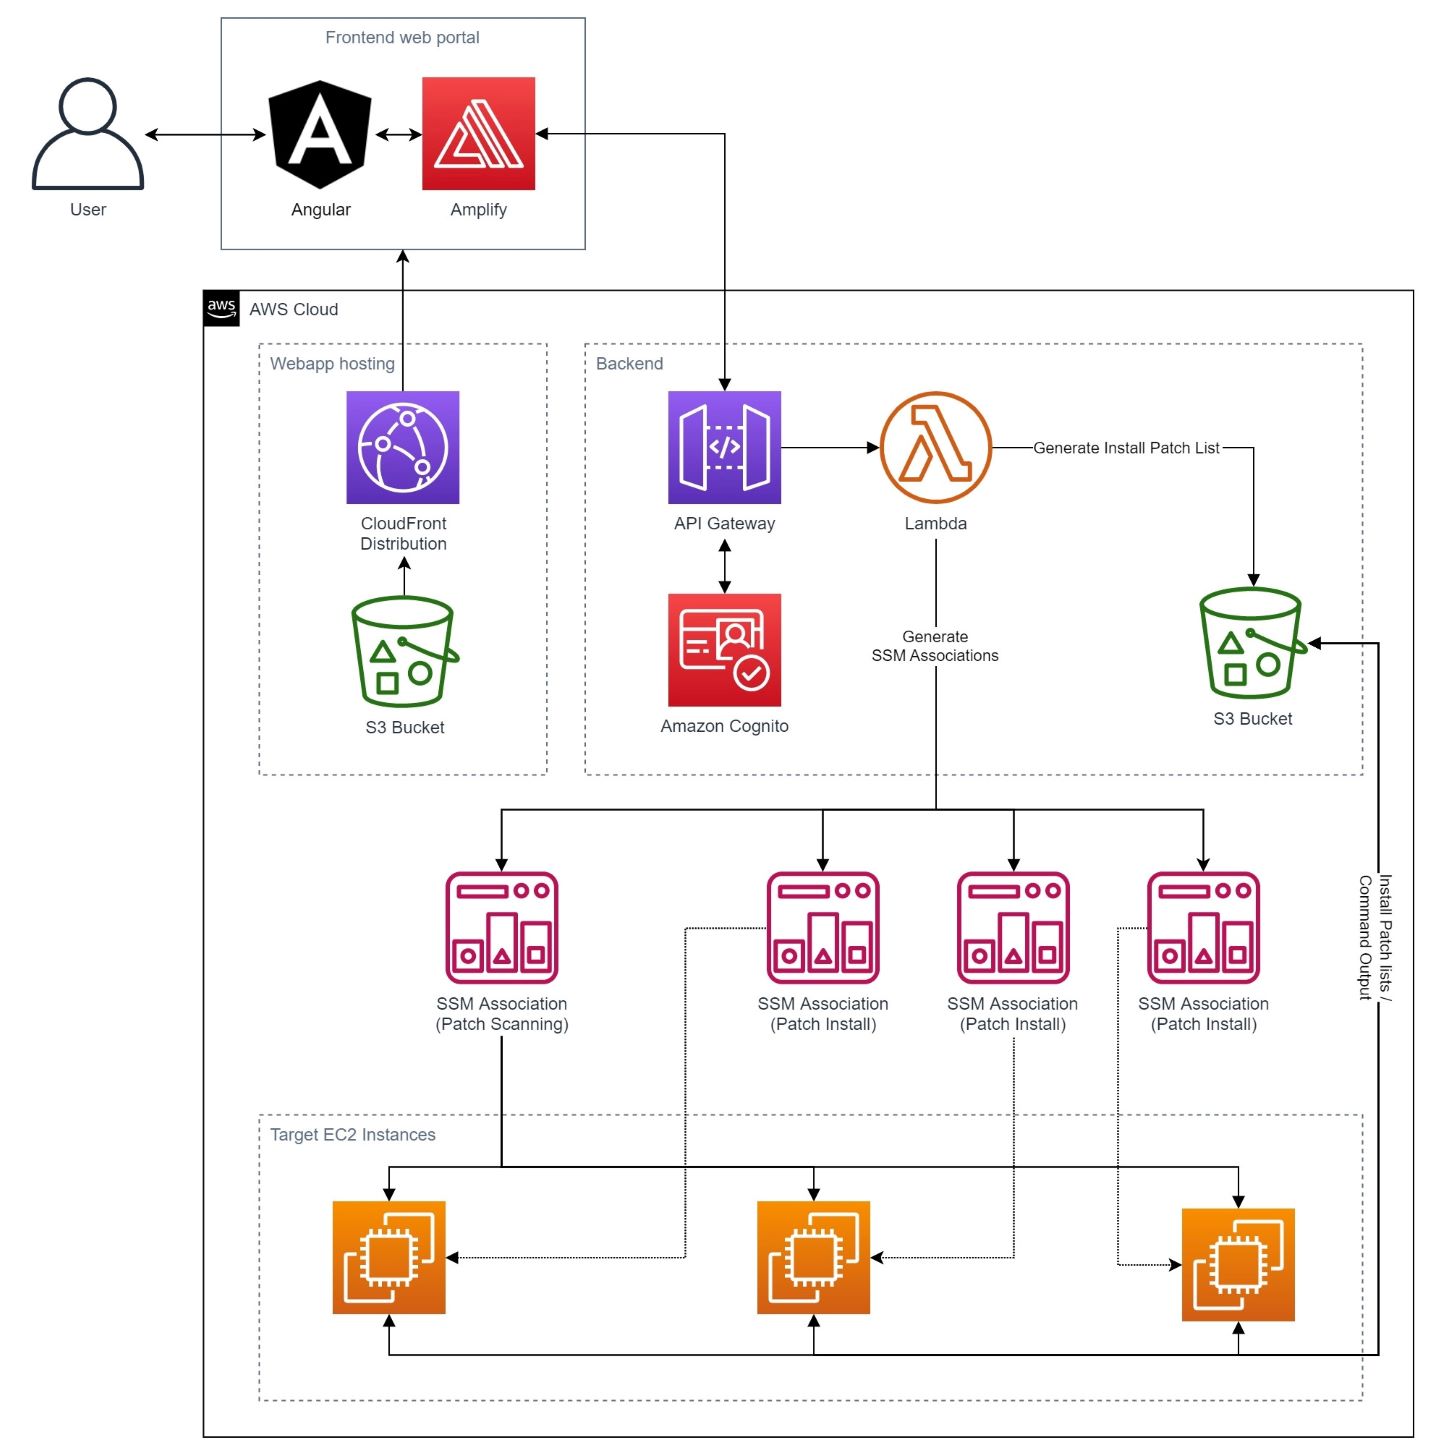 Frontend web portal
A
User
Angular
Amplify
aws
AWS Cloud
Webapp hosting
Backend
</>
Generate Install Patch List
CloudFront
Distribution
API Gateway
Lambda
Generate
SSM Associations
S3 Bucket
Amazon Cognito
S3 Bucket
Install Patch lists /
Command Output
SSM Association
(Patch Scanning)
SSM Association
(Patch Install)
SSM Association
(Patch Install)
SSM Association
(Patch Install)
Target EC2 Instances